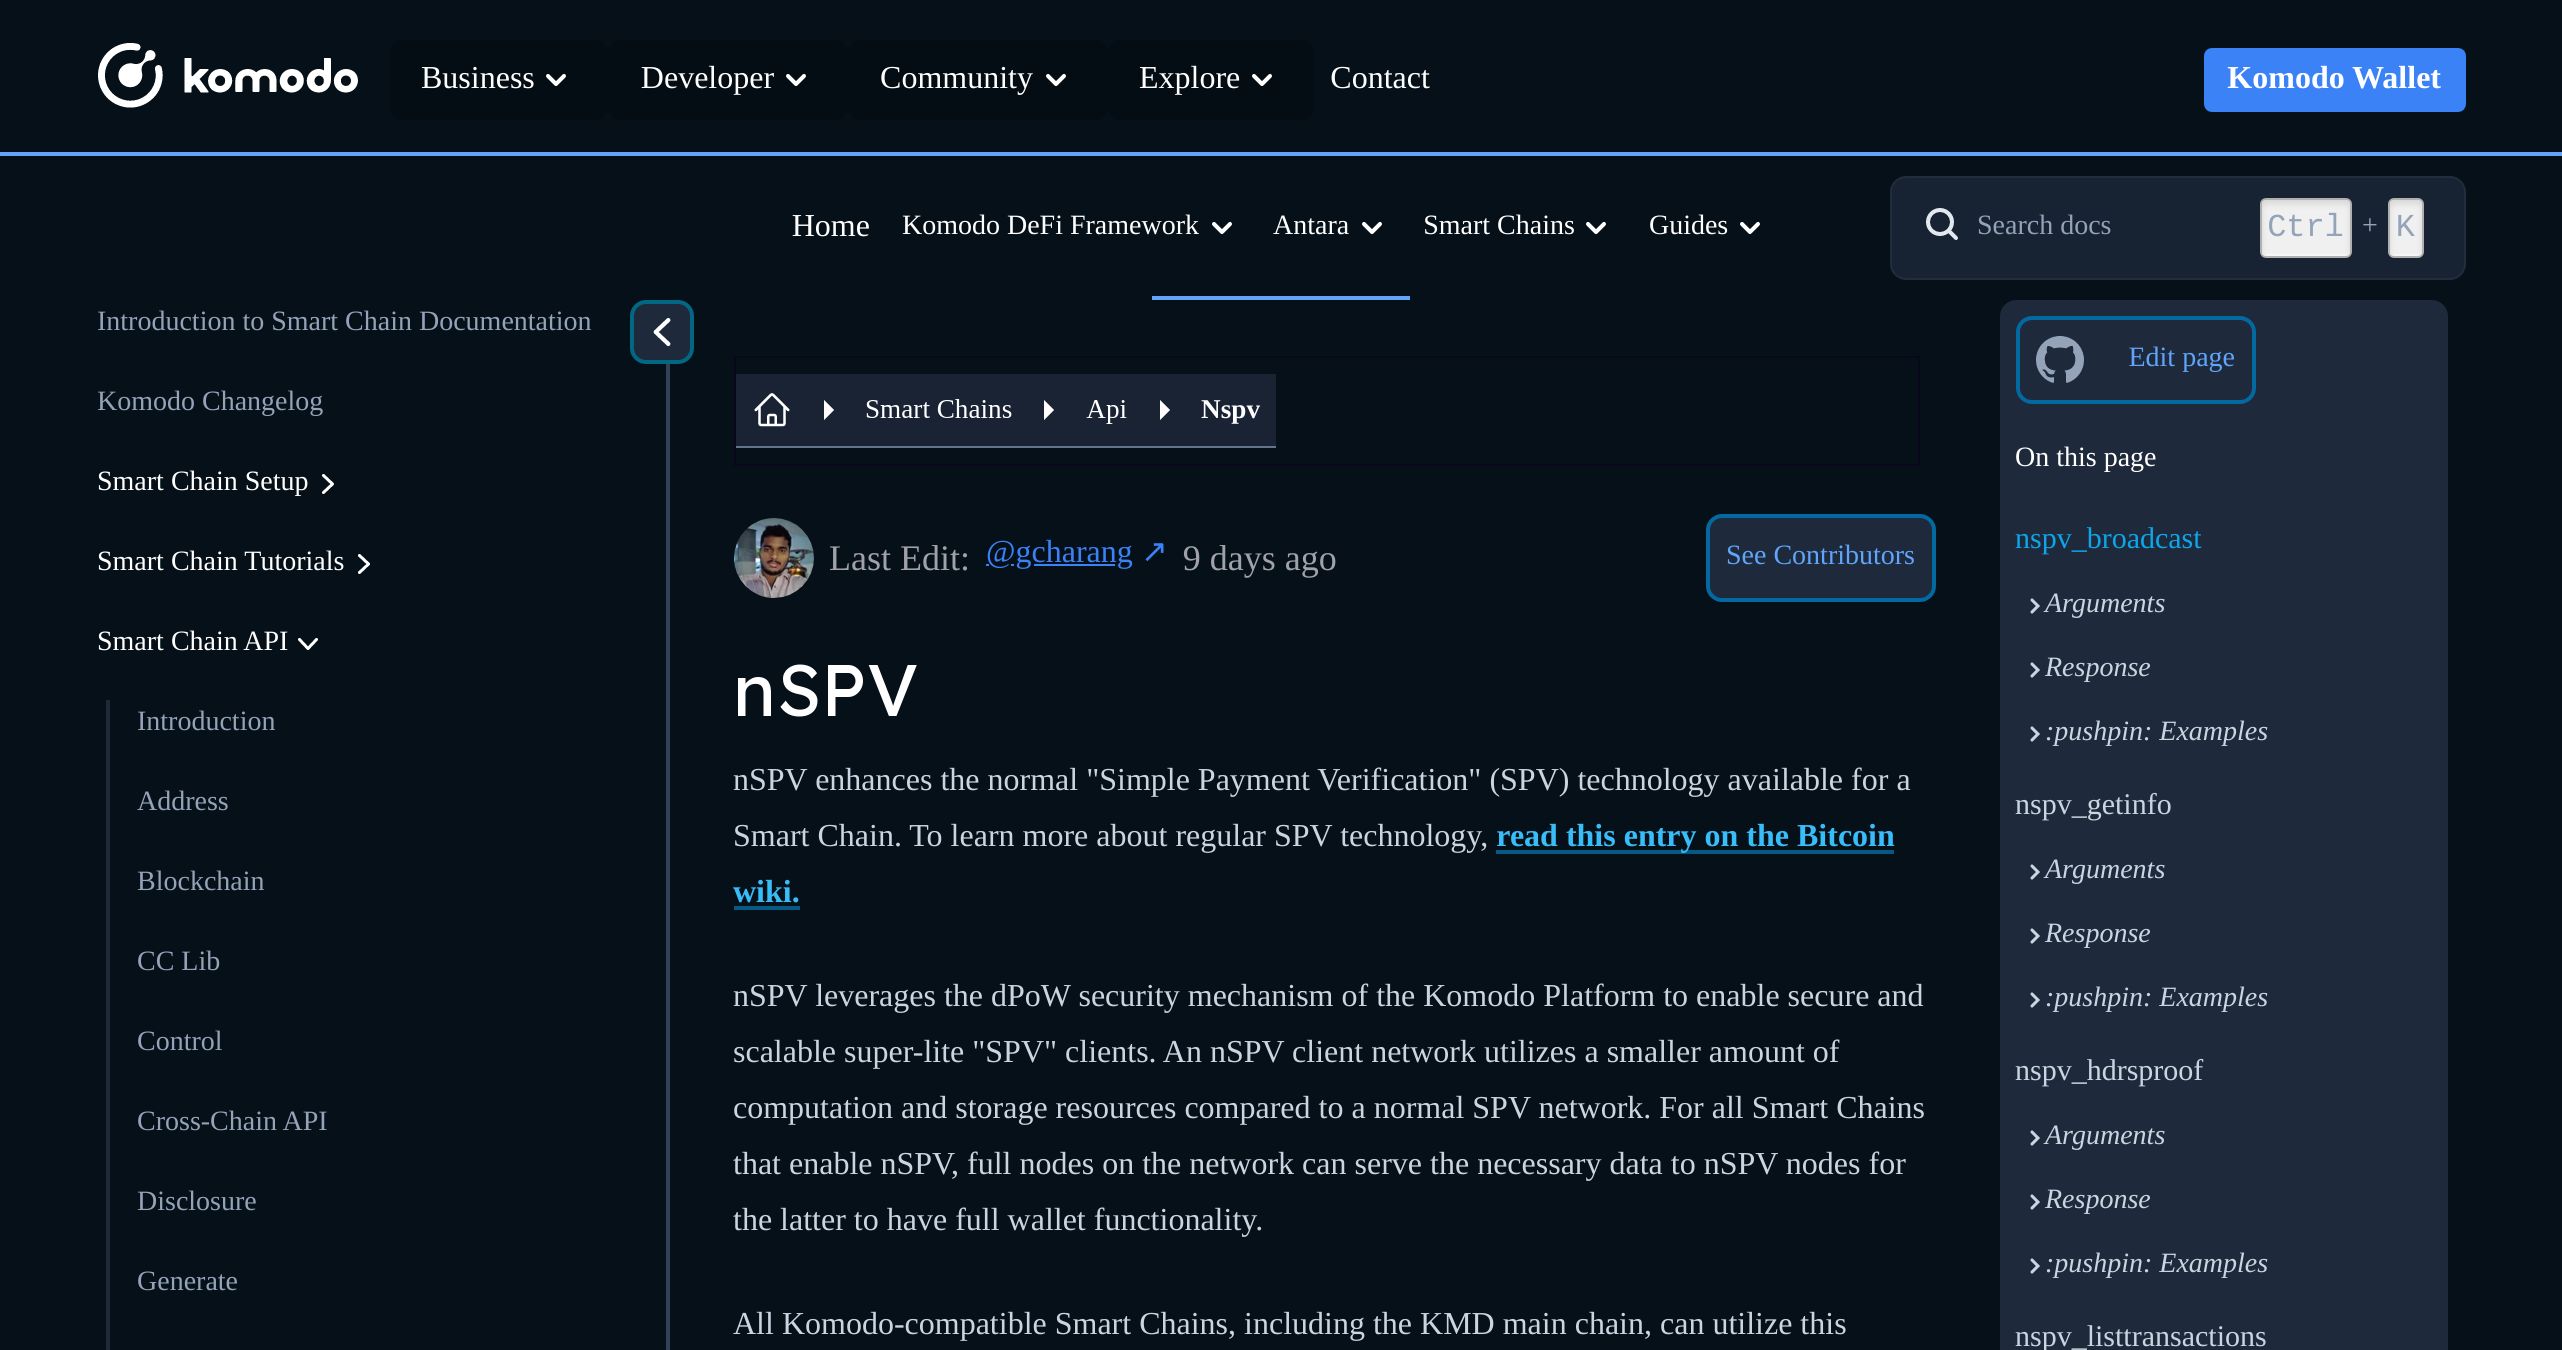 komodo
Business
Developer
Community
Explore
Contact
Komodo Wallet
Home
Komodo DeFi Framework
Antara
Smart Chains
Guides
Search docs
Ctrl + K
Introduction to Smart Chain Documentation
Komodo Changelog
Smart Chain Setup
Smart Chain Tutorials
Smart Chain API
Introduction
Address
Blockchain
CC Lib
Control
Cross-Chain API
Disclosure
Generate
Smart Chains
Api
Nspv
Last Edit: @gcharang ↗ 9 days ago
See Contributors
nSPV
nSPV enhances the normal "Simple Payment Verification" (SPV) technology available for a
Smart Chain. To learn more about regular SPV technology, read this entry on the Bitcoin
wiki.
nSPV leverages the dPoW security mechanism of the Komodo Platform to enable secure and
scalable super-lite "SPV" clients. An nSPV client network utilizes a smaller amount of
computation and storage resources compared to a normal SPV network. For all Smart Chains
that enable nSPV, full nodes on the network can serve the necessary data to nSPV nodes for
the latter to have full wallet functionality.
All Komodo-compatible Smart Chains, including the KMD main chain, can utilize this
Edit page
On this page
nspv_broadcast
Arguments
Response
:pushpin: Examples
nspv_getinfo
Arguments
Response
:pushpin: Examples
nspv_hdrsproof
Arguments
Response
:pushpin: Examples
nspv_listtransactions